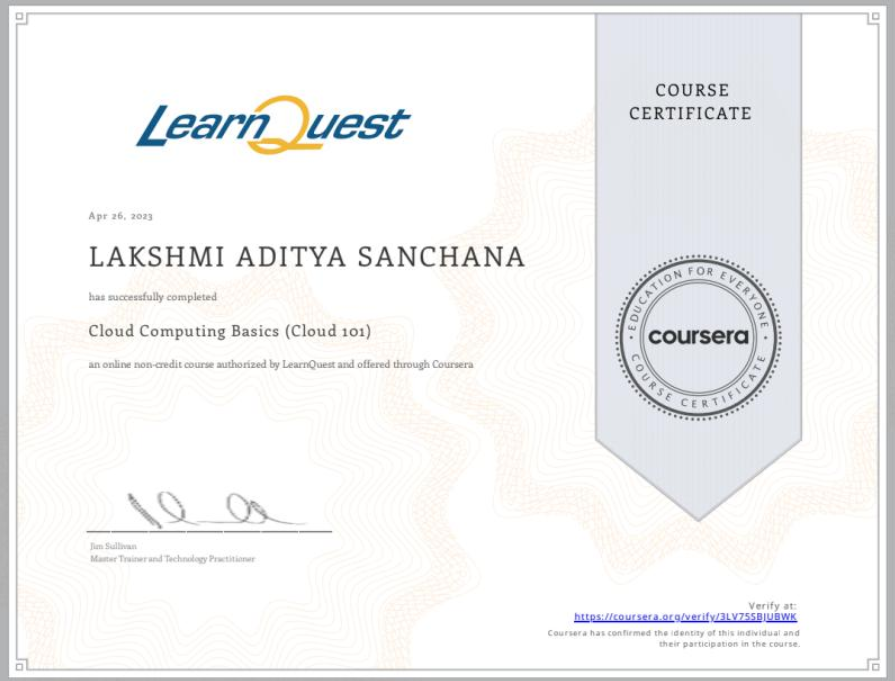 COURSE
CERTIFICATE
LearnQuest
Apr 26, 2023
LAKSHMI ADITYA SANCHANA
has successfully completed
Cloud Computing Basics (Cloud 101)
an online non-credit course authorized by LearnQuest and offered through Coursera
EDUCATION FOR EVERYONE
coursera
COURSE CERTIFICATE
Jim Sullivan
Master Trainer and Technology Practitioner
Verify at:
https://coursera.org/verify/3LV75SBJUBWK
Coursera has confirmed the identity of this individual and
their participation in the course.